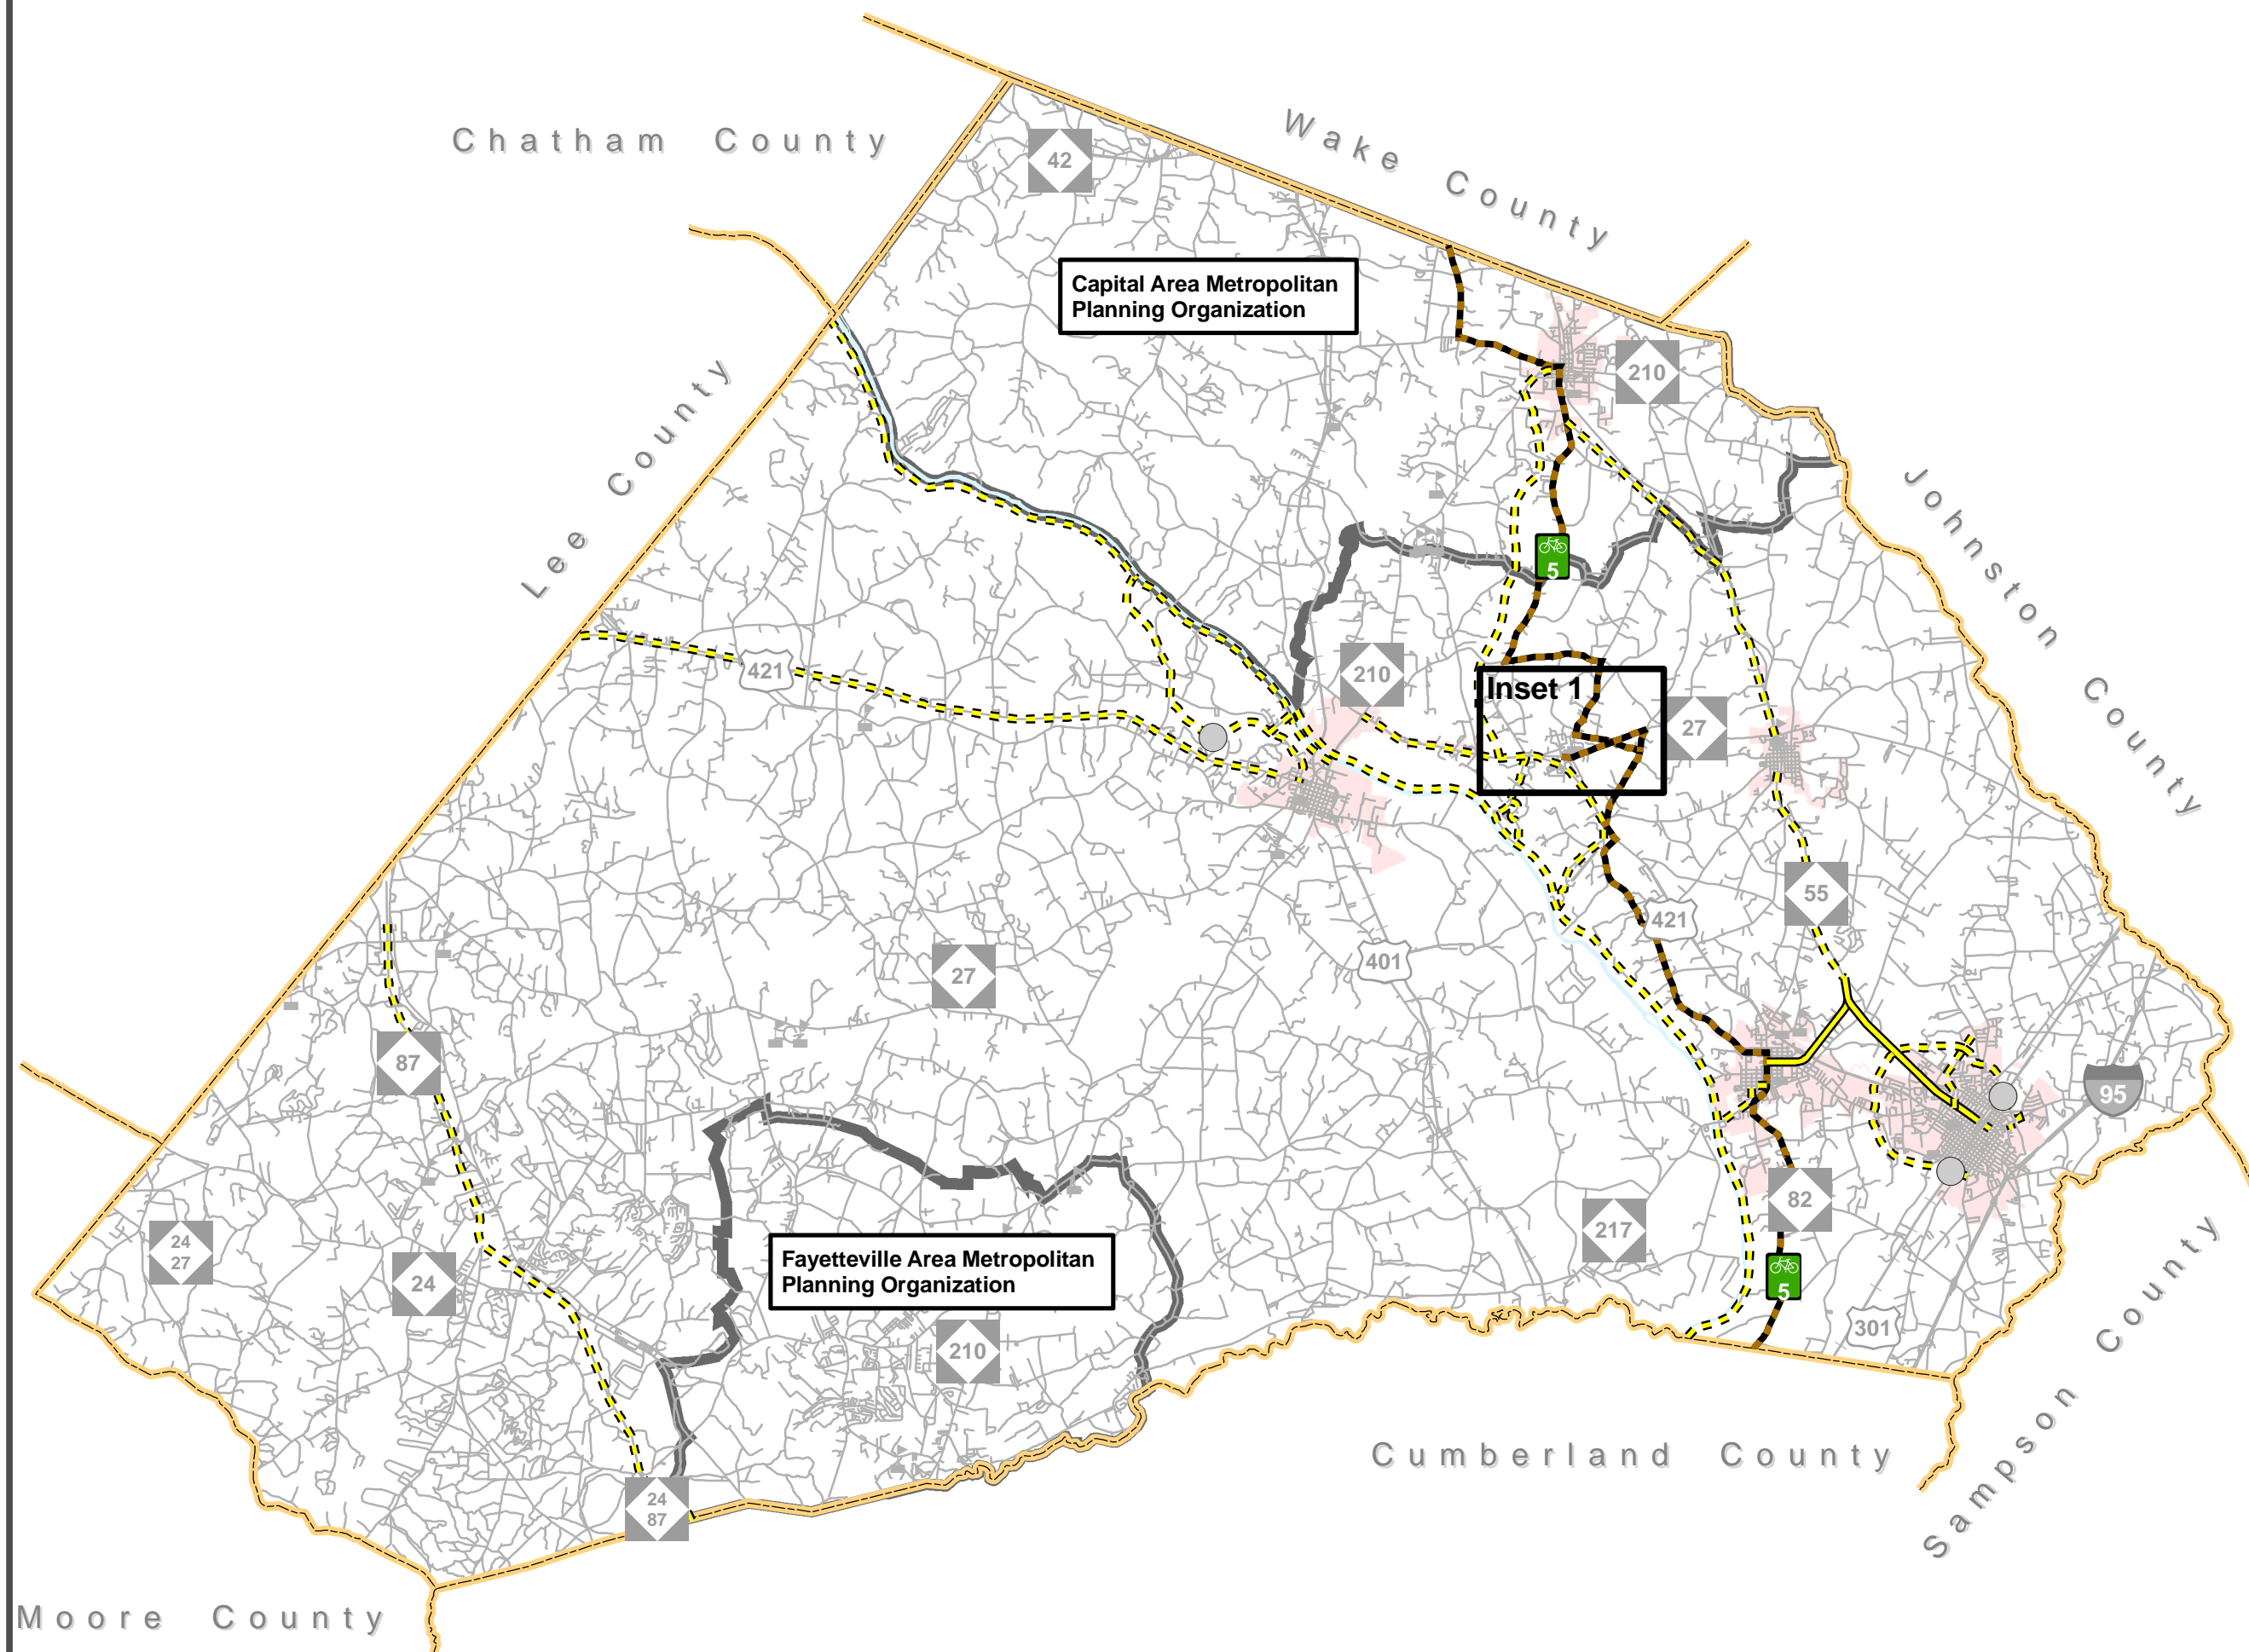 Chatham County
Wake County
42
Capital Area Metropolitan
Planning Organization
210
Lee County
Johnston County
5
421
210
Inset 1
27
55
421
401
27
87
95
82
24
27
24
217
Fayetteville Area Metropolitan
Planning Organization
5
301
210
Sampson County
Cumberland County
24
87
Moore County